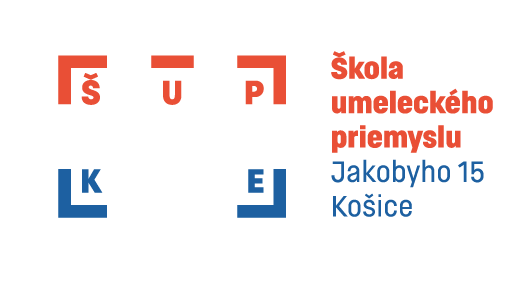 Š U P
K E
Škola
umeleckého
priemyslu
Jakobyho 15
Košice